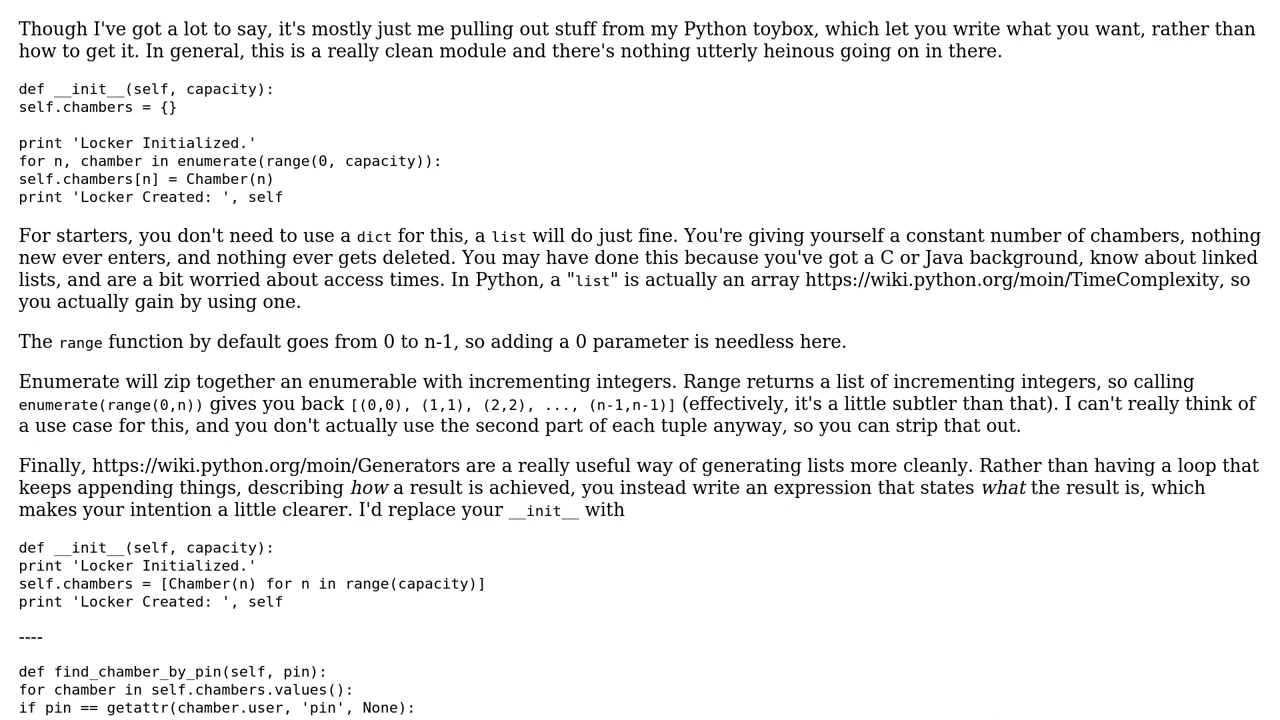 Though I've got a lot to say, it's mostly just me pulling out stuff from my Python toybox, which let you write what you want, rather than
how to get it. In general, this is a really clean module and there's nothing utterly heinous going on in there.
def __init__(self, capacity):
self.chambers = {}
print 'Locker Initialized.'
for n, chamber in enumerate(range(0, capacity)):
self.chambers[n] = Chamber(n)
print 'Locker Created: ', self
For starters, you don't need to use a dict for this, a list will do just fine. You're giving yourself a constant number of chambers, nothing
new ever enters, and nothing ever gets deleted. You may have done this because you've got a C or Java background, know about linked
lists, and are a bit worried about access times. In Python, a "list" is actually an array https://wiki.python.org/moin/TimeComplexity, so
you actually gain by using one.
The range function by default goes from 0 to n-1, so adding a 0 parameter is needless here.
Enumerate will zip together an enumerable with incrementing integers. Range returns a list of incrementing integers, so calling
enumerate(range(0,n)) gives you back [(0,0), (1,1), (2,2), ..., (n-1,n-1)] (effectively, it's a little subtler than that). I can't really think of
a use case for this, and you don't actually use the second part of each tuple anyway, so you can strip that out.
Finally, https://wiki.python.org/moin/Generators are a really useful way of generating lists more cleanly. Rather than having a loop that
keeps appending things, describing how a result is achieved, you instead write an expression that states what the result is, which
makes your intention a little clearer. I'd replace your __init__ with
def __init__(self, capacity):
print 'Locker Initialized.'
self.chambers = [Chamber(n) for n in range(capacity)]
print 'Locker Created: ', self
----
def find_chamber_by_pin(self, pin):
for chamber in self.chambers.values():
if pin == getattr(chamber.user, 'pin', None):